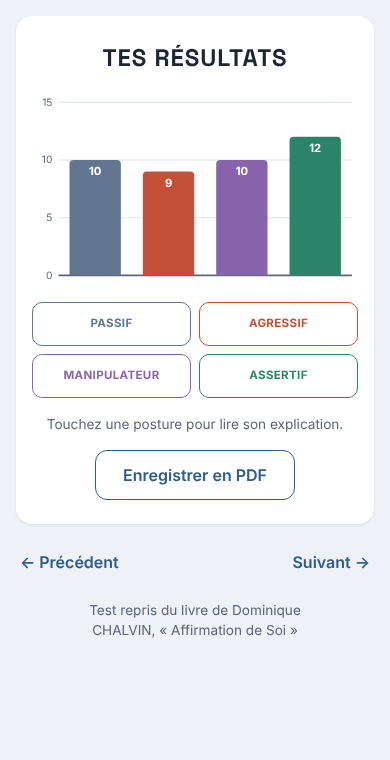 TES RÉSULTATS
15
10
5
0
10
9
10
12
PASSIF
AGRESSIF
MANIPULATEUR
ASSERTIF
Touchez une posture pour lire son explication.
Enregistrer en PDF
← Précédent
Suivant →
Test repris du livre de Dominique
CHALVIN, « Affirmation de Soi »